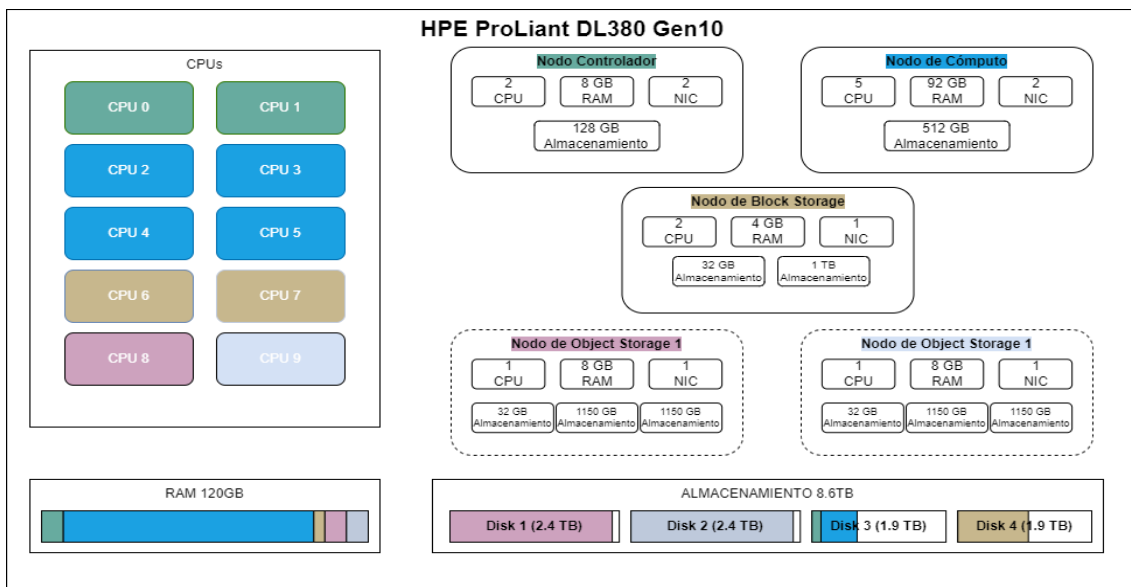 HPE ProLiant DL380 Gen10
CPUs
CPU 0
CPU 1
CPU 2
CPU 3
CPU 4
CPU 5
CPU 6
CPU 7
CPU 8
CPU 9
Nodo Controlador
2
CPU
8 GB
RAM
2
NIC
128 GB
Almacenamiento
Nodo de Cómputo
5
CPU
92 GB
RAM
2
NIC
512 GB
Almacenamiento
Nodo de Block Storage
2
CPU
4 GB
RAM
1
NIC
32 GB
Almacenamiento
1 TB
Almacenamiento
Nodo de Object Storage 1
1
CPU
8 GB
RAM
1
NIC
32 GB
Almacenamiento
1150 GB
Almacenamiento
1150 GB
Almacenamiento
Nodo de Object Storage 1
1
CPU
8 GB
RAM
1
NIC
32 GB
Almacenamiento
1150 GB
Almacenamiento
1150 GB
Almacenamiento
RAM 120GB
ALMACENAMIENTO 8.6TB
Disk 1 (2.4 TB)
Disk 2 (2.4 TB)
Disk 3 (1.9 TB)
Disk 4 (1.9 TB)